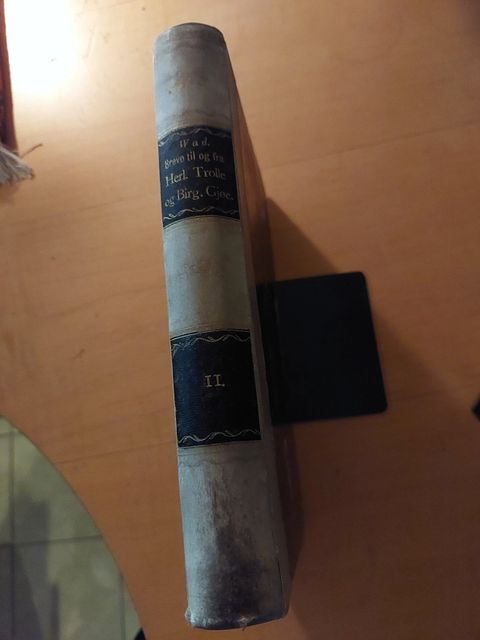 Wad.
Breve til og fra
Herl. Trolle
og Birg. Gjøe.
II.